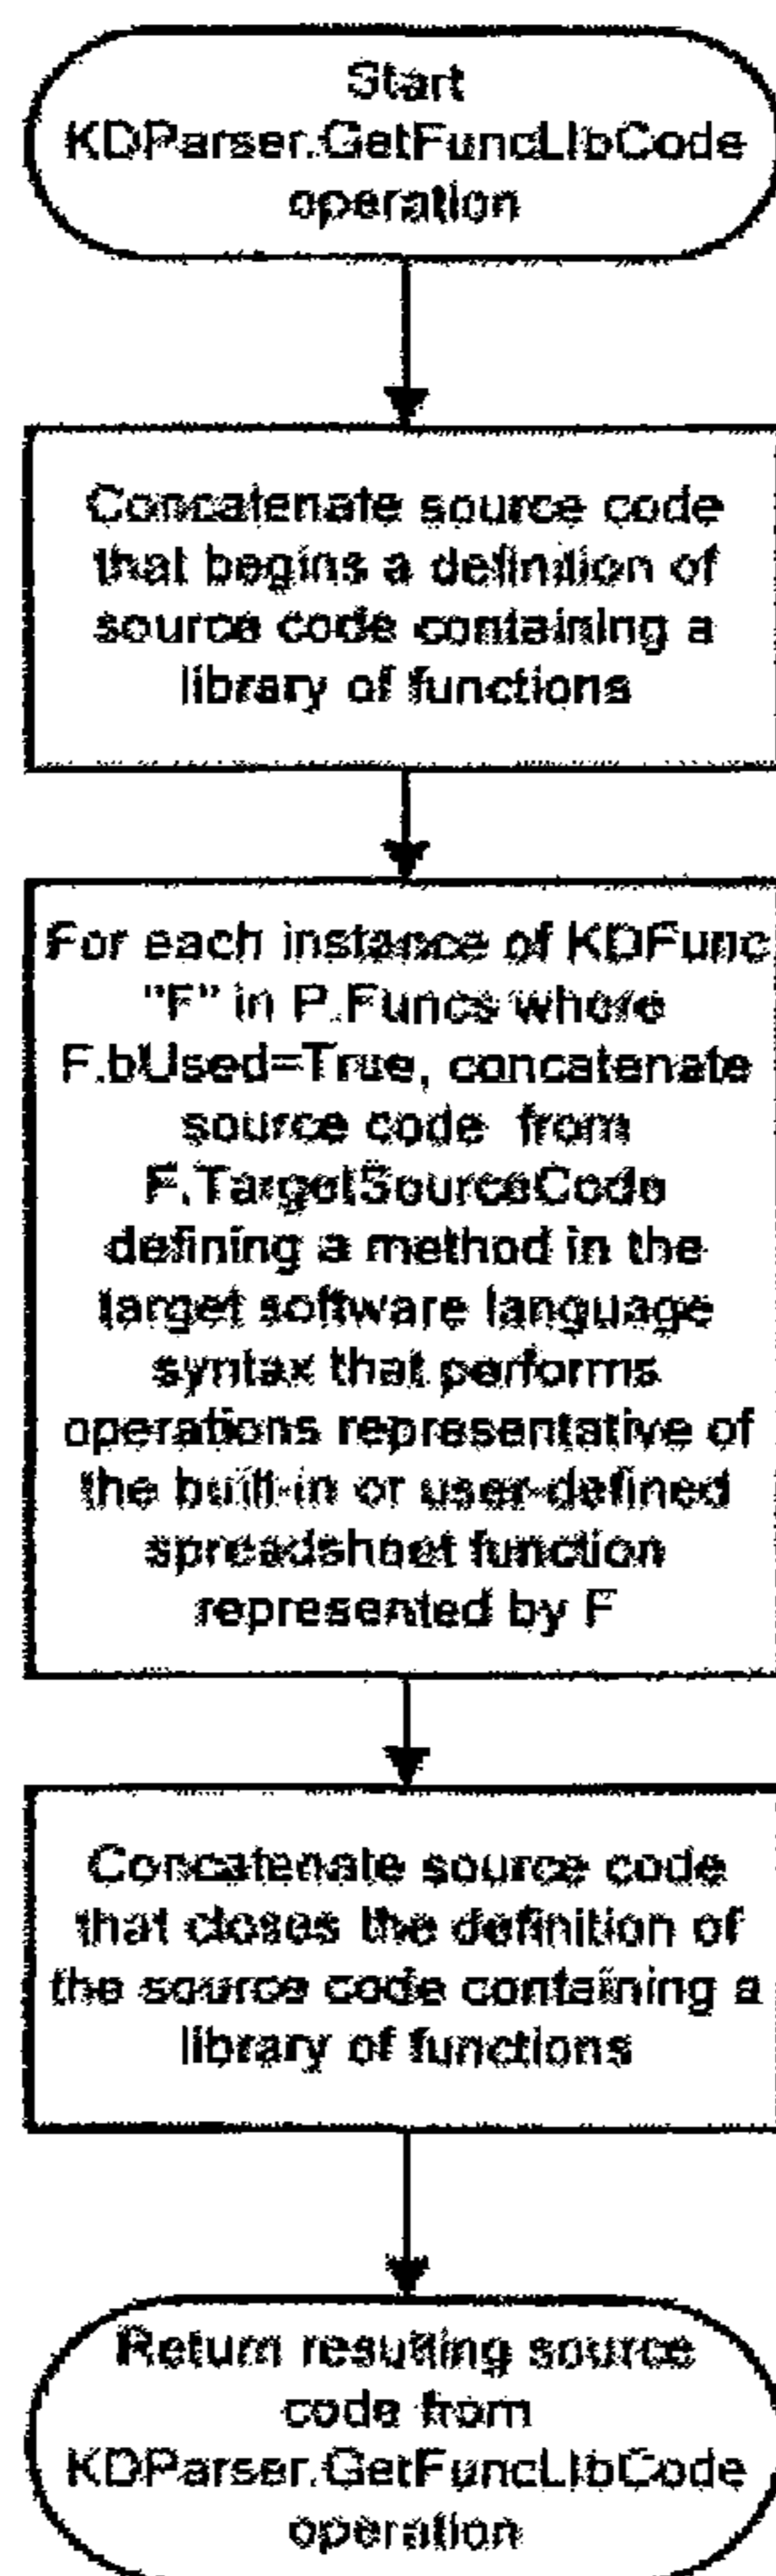 Start
KDParser.GetFuncLibCode
operation
Concatenate source code
that begins a definition of
source code containing a
library of functions
For each instance of KDFunc
"F" in P.Funcs where
F.bUsed=True, concatenate
source code from
F.TargetSourceCode
defining a method in the
target software language
syntax that performs
operations representative of
the built-in or user-defined
spreadsheet function
represented by F
Concatenate source code
that closes the definition of
the source code containing a
library of functions
Return resulting source
code from
KDParser.GetFuncLibCode
operation